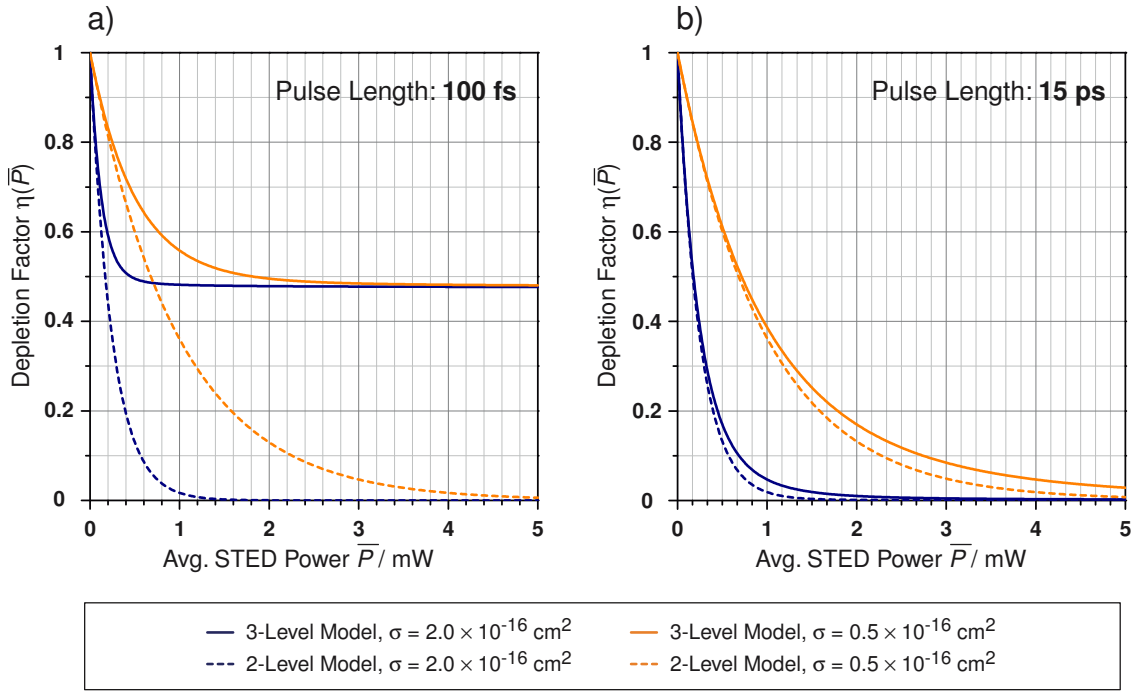 a)
Pulse Length: 100 fs
Depletion Factor η(P̅)
1
0.8
0.6
0.4
0.2
0
0 1 2 3 4 5
Avg. STED Power P̅ / mW
b)
Pulse Length: 15 ps
Depletion Factor η(P̅)
1
0.8
0.6
0.4
0.2
0
0 1 2 3 4 5
Avg. STED Power P̅ / mW
3-Level Model, σ = 2.0 × 10⁻¹⁶ cm²
3-Level Model, σ = 0.5 × 10⁻¹⁶ cm²
2-Level Model, σ = 2.0 × 10⁻¹⁶ cm²
2-Level Model, σ = 0.5 × 10⁻¹⁶ cm²